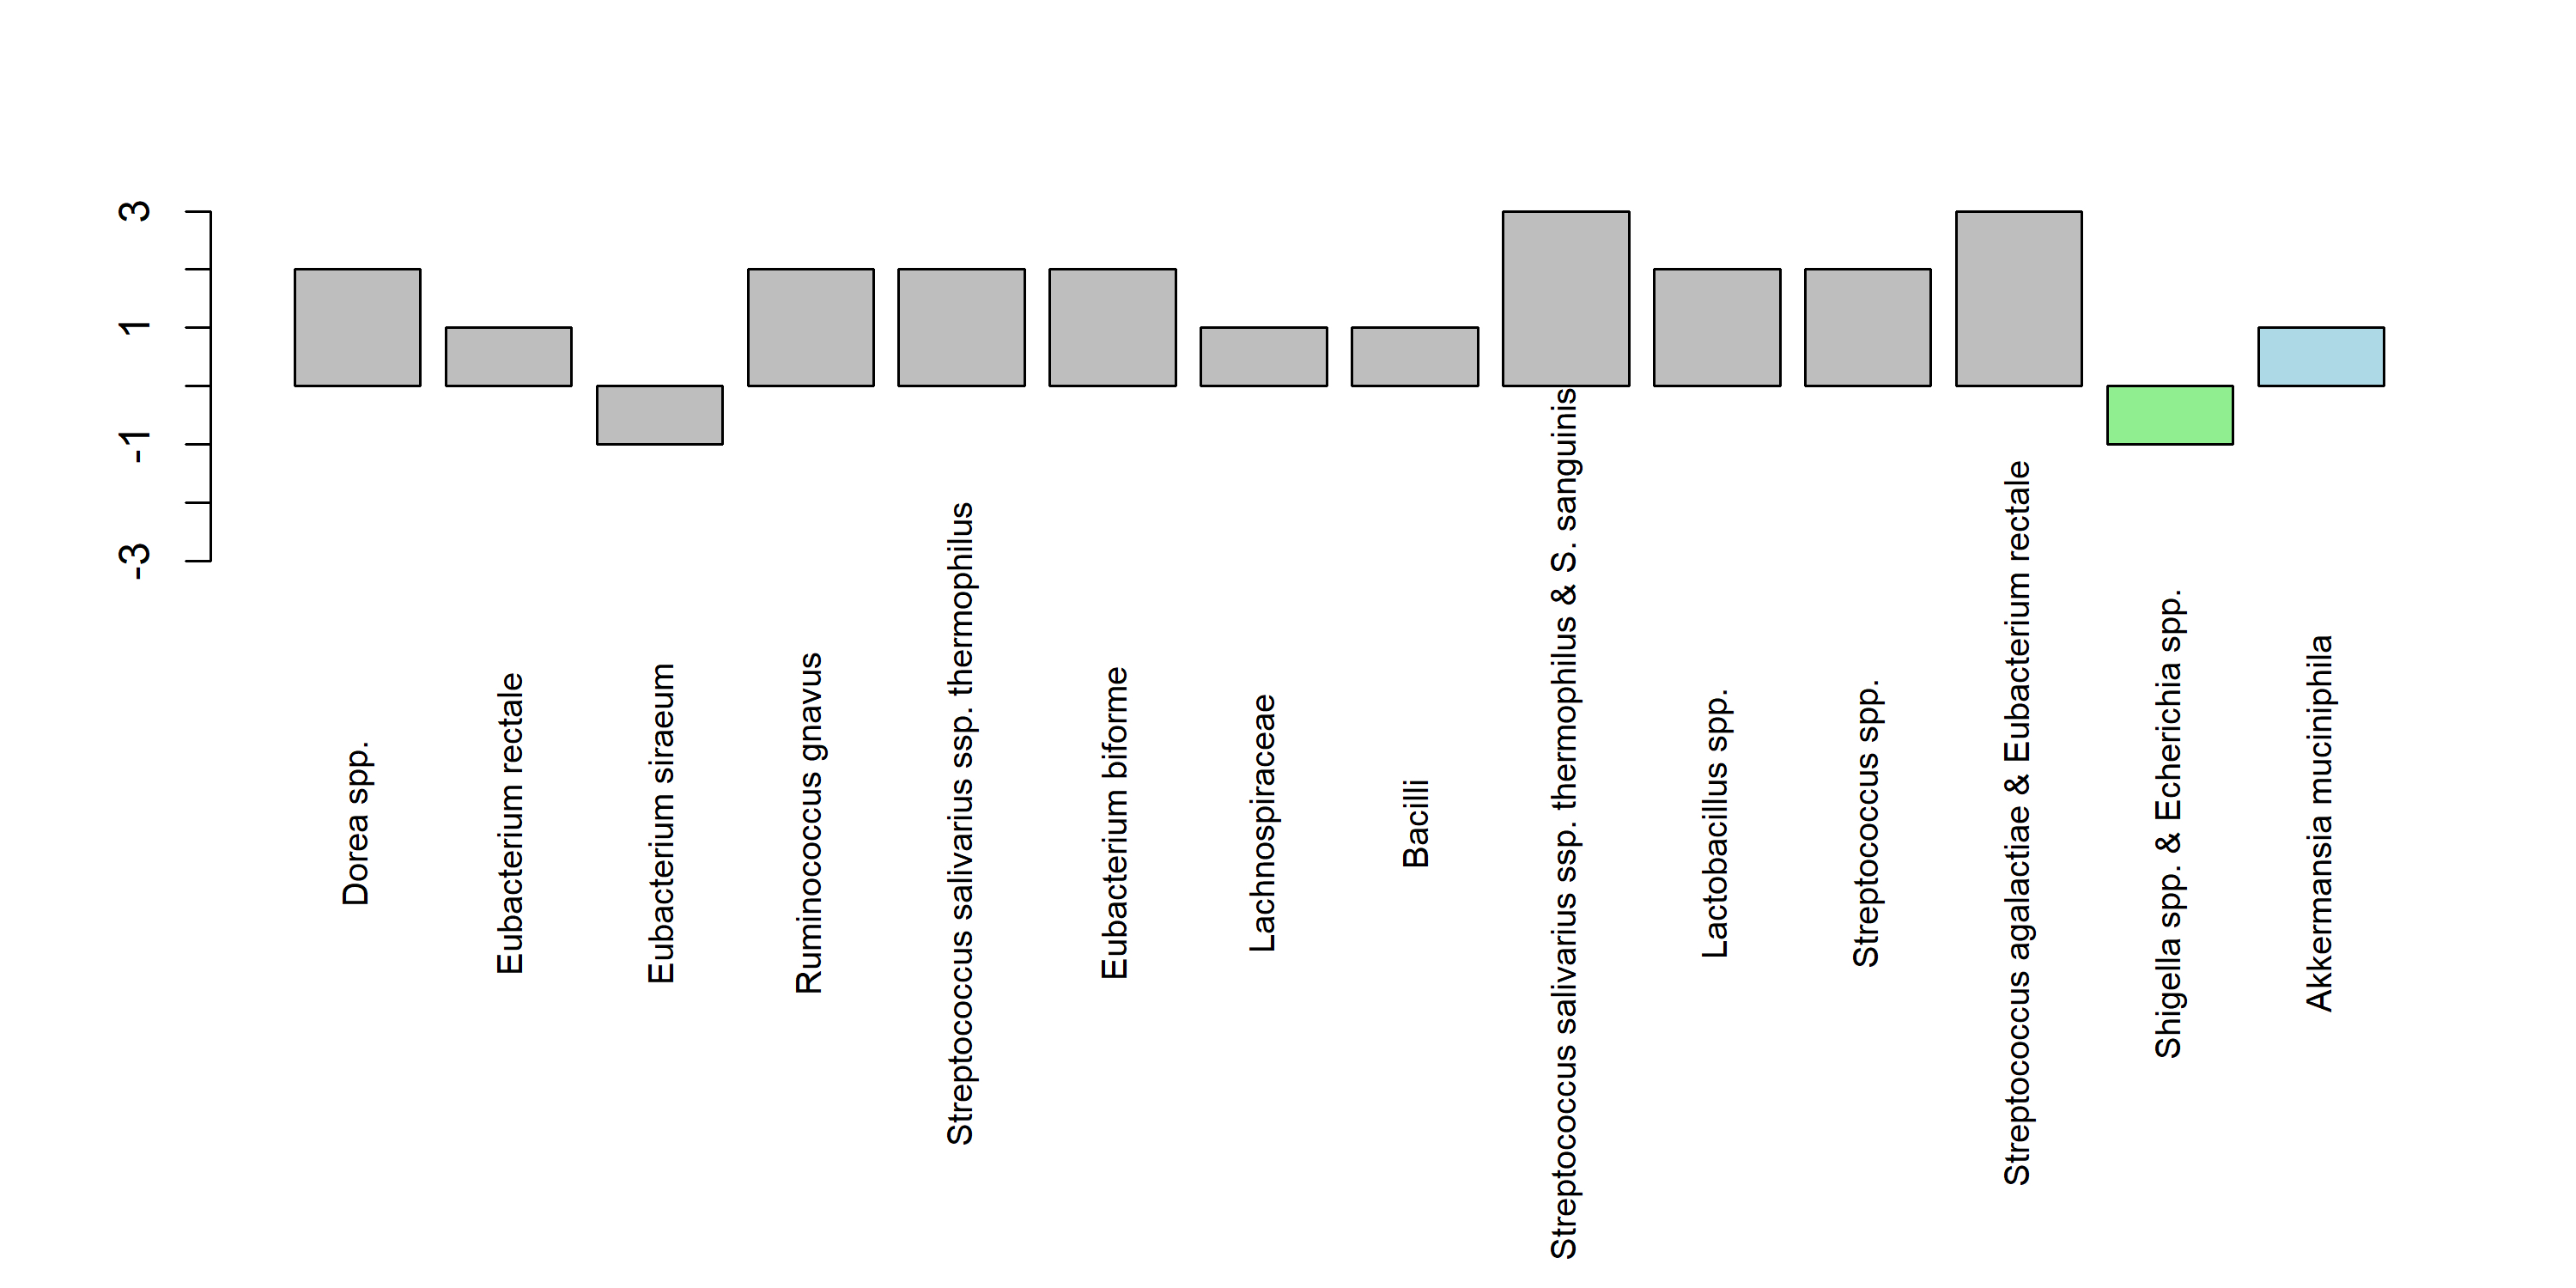 3
1
-1
-3
Dorea spp.
Eubacterium rectale
Eubacterium siraeum
Ruminococcus gnavus
Streptococcus salivarius ssp. thermophilus
Eubacterium biforme
Lachnospiraceae
Bacilli
Streptococcus salivarius ssp. thermophilus & S. sanguinis
Lactobacillus spp.
Streptococcus spp.
Streptococcus agalactiae & Eubacterium rectale
Shigella spp. & Echerichia spp.
Akkermansia muciniphila